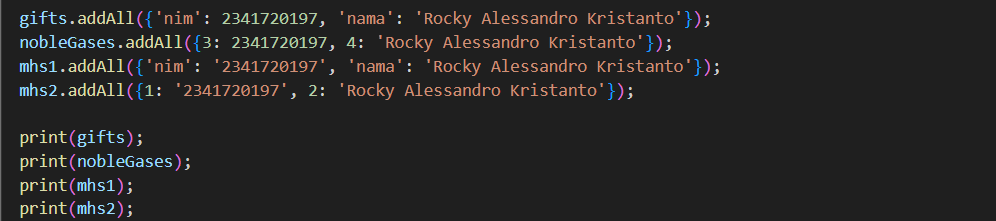 gifts.addAll({'nim': 2341720197, 'nama': 'Rocky Alessandro Kristanto'});
nobleGases.addAll({3: 2341720197, 4: 'Rocky Alessandro Kristanto'});
mhs1.addAll({'nim': '2341720197', 'nama': 'Rocky Alessandro Kristanto'});
mhs2.addAll({1: '2341720197', 2: 'Rocky Alessandro Kristanto'});
print(gifts);
print(nobleGases);
print(mhs1);
print(mhs2);